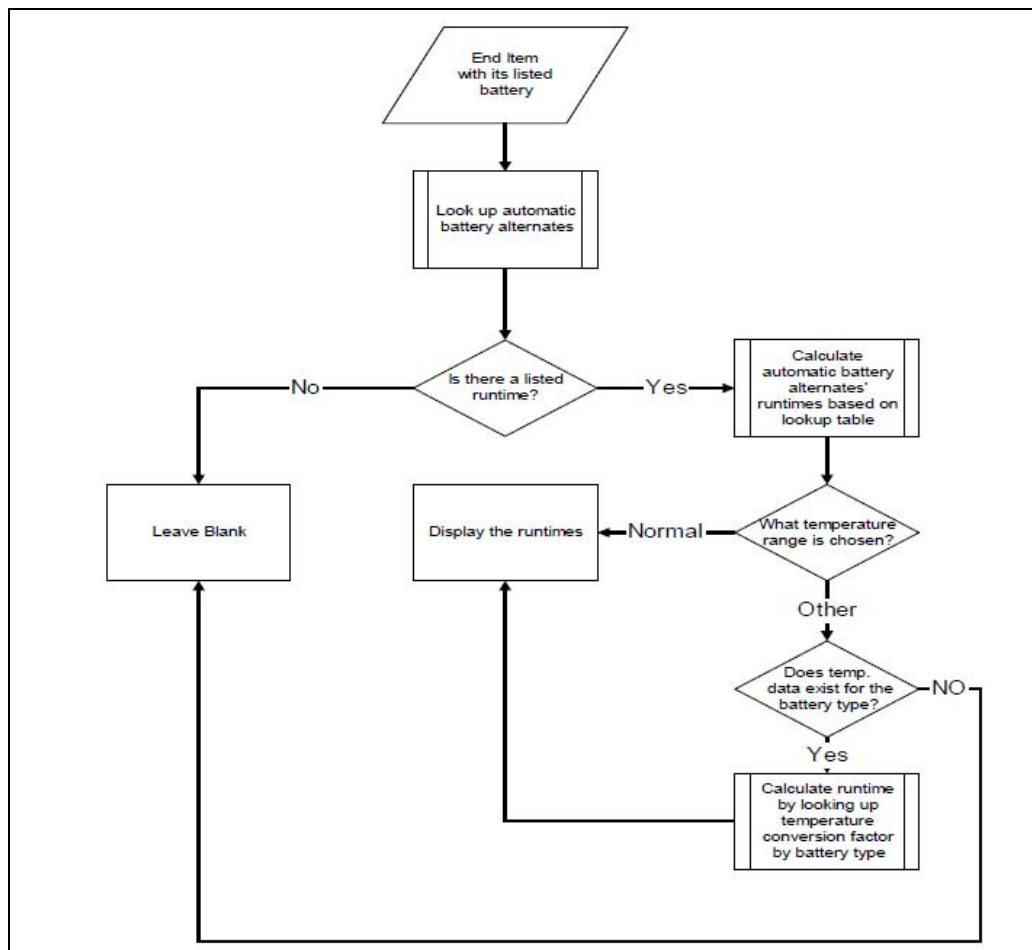 End Item
with its listed
battery
Look up automatic
battery alternates
Is there a listed
runtime?
No
Yes
Calculate
automatic battery
alternates'
runtimes based on
lookup table
Leave Blank
Display the runtimes
Normal
What temperature
range is chosen?
Other
Does temp.
data exist for the
battery type?
NO
Yes
Calculate runtime
by looking up
temperature
conversion factor
by battery type